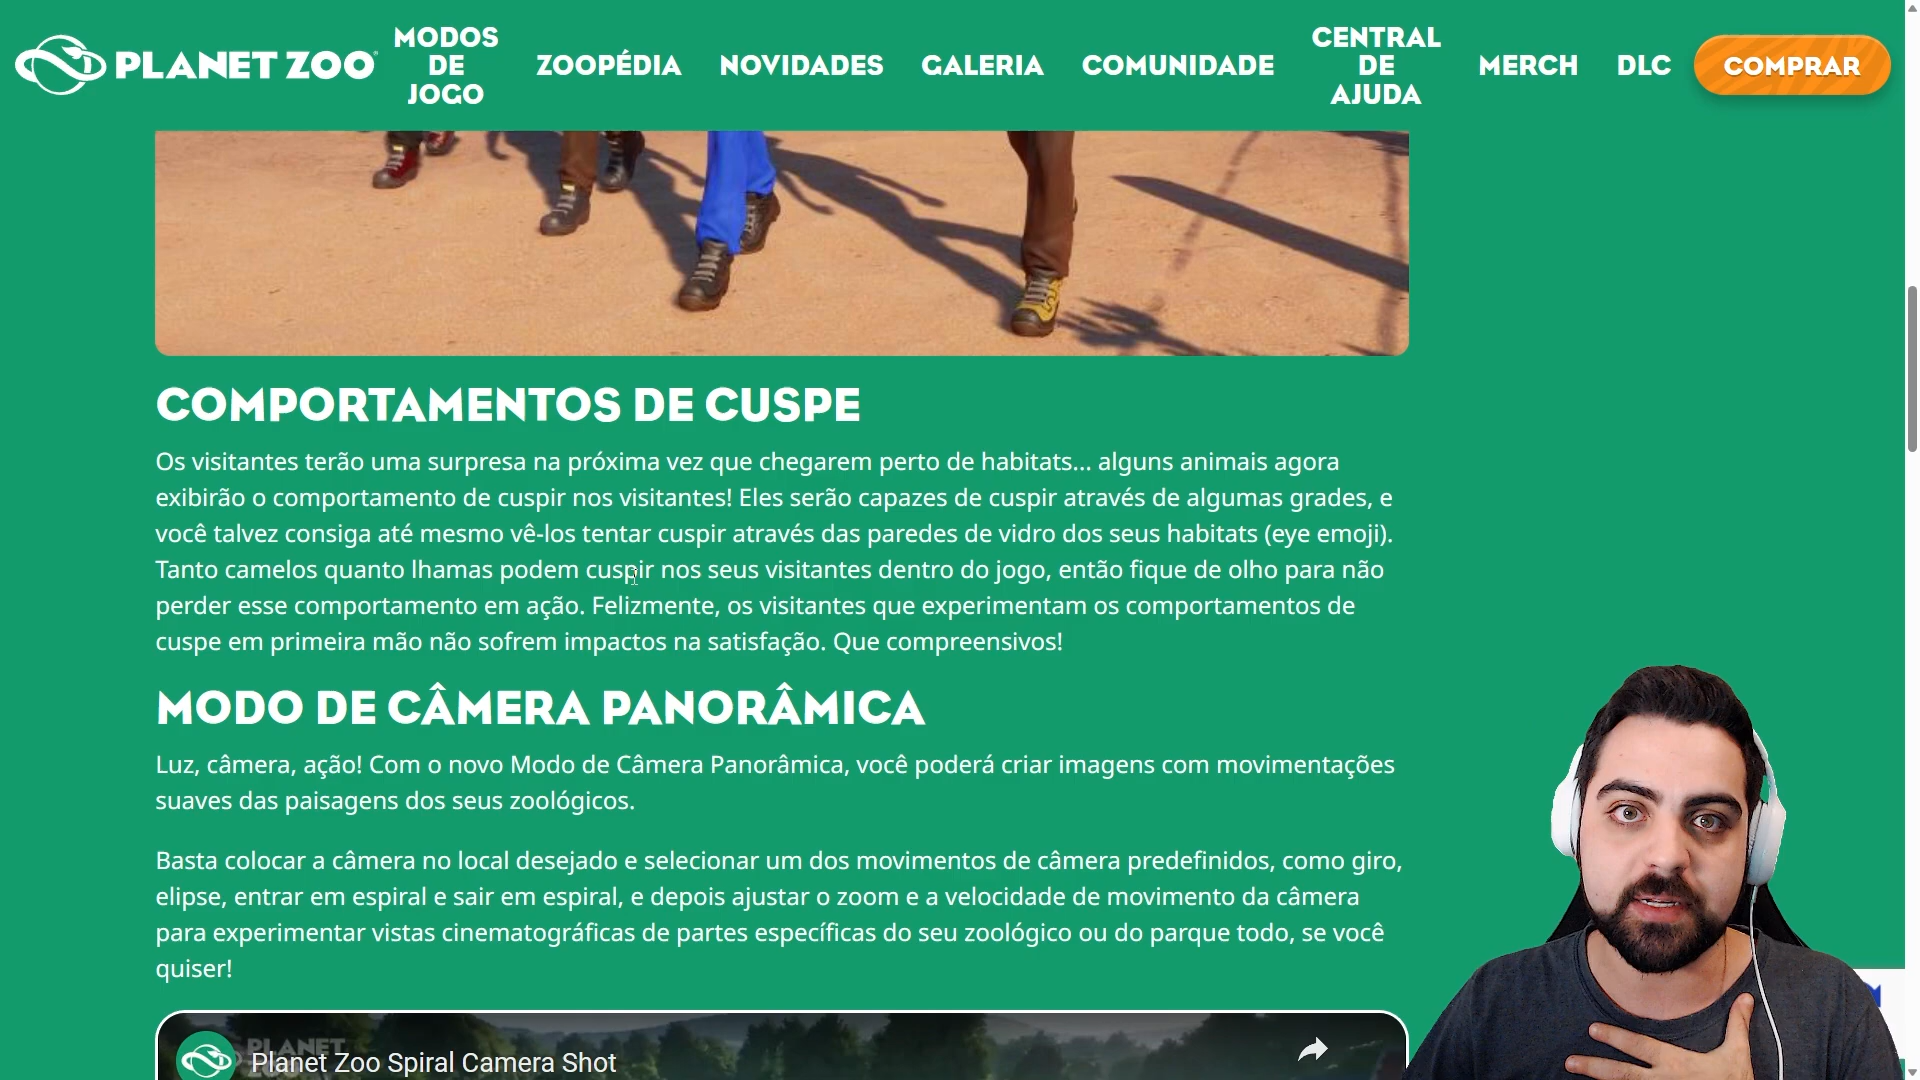 PLANET ZOO
MODOS
DE
JOGO
ZOOPÉDIA
NOVIDADES
GALERIA
COMUNIDADE
CENTRAL
DE
AJUDA
MERCH
DLC
COMPRAR
COMPORTAMENTOS DE CUSPE
Os visitantes terão uma surpresa na próxima vez que chegarem perto de habitats... alguns animais agora
exibirão o comportamento de cuspir nos visitantes! Eles serão capazes de cuspir através de algumas grades, e
você talvez consiga até mesmo vê-los tentar cuspir através das paredes de vidro dos seus habitats (eye emoji).
Tanto camelos quanto lhamas podem cuspir nos seus visitantes dentro do jogo, então fique de olho para não
perder esse comportamento em ação. Felizmente, os visitantes que experimentam os comportamentos de
cuspe em primeira mão não sofrem impactos na satisfação. Que compreensivos!
MODO DE CÂMERA PANORÂMICA
Luz, câmera, ação! Com o novo Modo de Câmera Panorâmica, você poderá criar imagens com movimentações
suaves das paisagens dos seus zoológicos.
Basta colocar a câmera no local desejado e selecionar um dos movimentos de câmera predefinidos, como giro,
elipse, entrar em espiral e sair em espiral, e depois ajustar o zoom e a velocidade de movimento da câmera
para experimentar vistas cinematográficas de partes específicas do seu zoológico ou do parque todo, se você
quiser!
PLANET
Planet Zoo Spiral Camera Shot